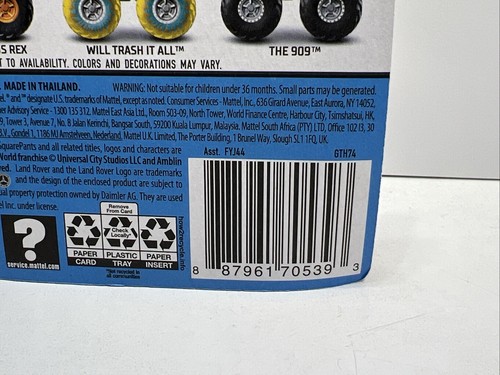 S REX
WILL TRASH IT ALL™
THE 909™
T TO AVAILABILITY. COLORS AND DECORATIONS MAY VARY.
MADE IN THAILAND.
WARNING: Not suitable for children under 36 months. Small parts may be generated.
and ™ designate U.S. trademarks of Mattel, except as noted. Consumer Services - Mattel, Inc., 636 Girard Avenue, East Aurora, NY 14052,
Advisor Service - 1300 135 312. Mattel East Asia Ltd., Room 503-09, North Tower, World Finance Centre, Harbour City, Tsimshatsui, HK,
Tower 3, Avenue 7, No. 8 Jalan Kerinchi, Bangsar South, 59200 Kuala Lumpur, Malaysia. Mattel South Africa (PTY) LTD, Office 102 I3, 30
B.V., Gondel 1, 1186 MJ Amstelveen, Nederland. Mattel U.K. Limited, The Porter Building, 1 Brunel Way, Slough SL1 1FQ, UK.
SquarePants and all related titles, logos and characters
World franchise © Universal City Studios LLC and Amblin
Land Rover and the Land Rover Logo are trademarks
and the design of the enclosed product are subject to
property protection owned by Daimler AG. They are used
Inc. under license.
Asst. FYJ44
GTH74
?
service.mattel.com
PAPER
CARD
Remove
From Card
Check
Locally*
PLASTIC
TRAY
*Not recycled in
all communities
PAPER
INSERT
how2recycle.info
8 87961 70539 3